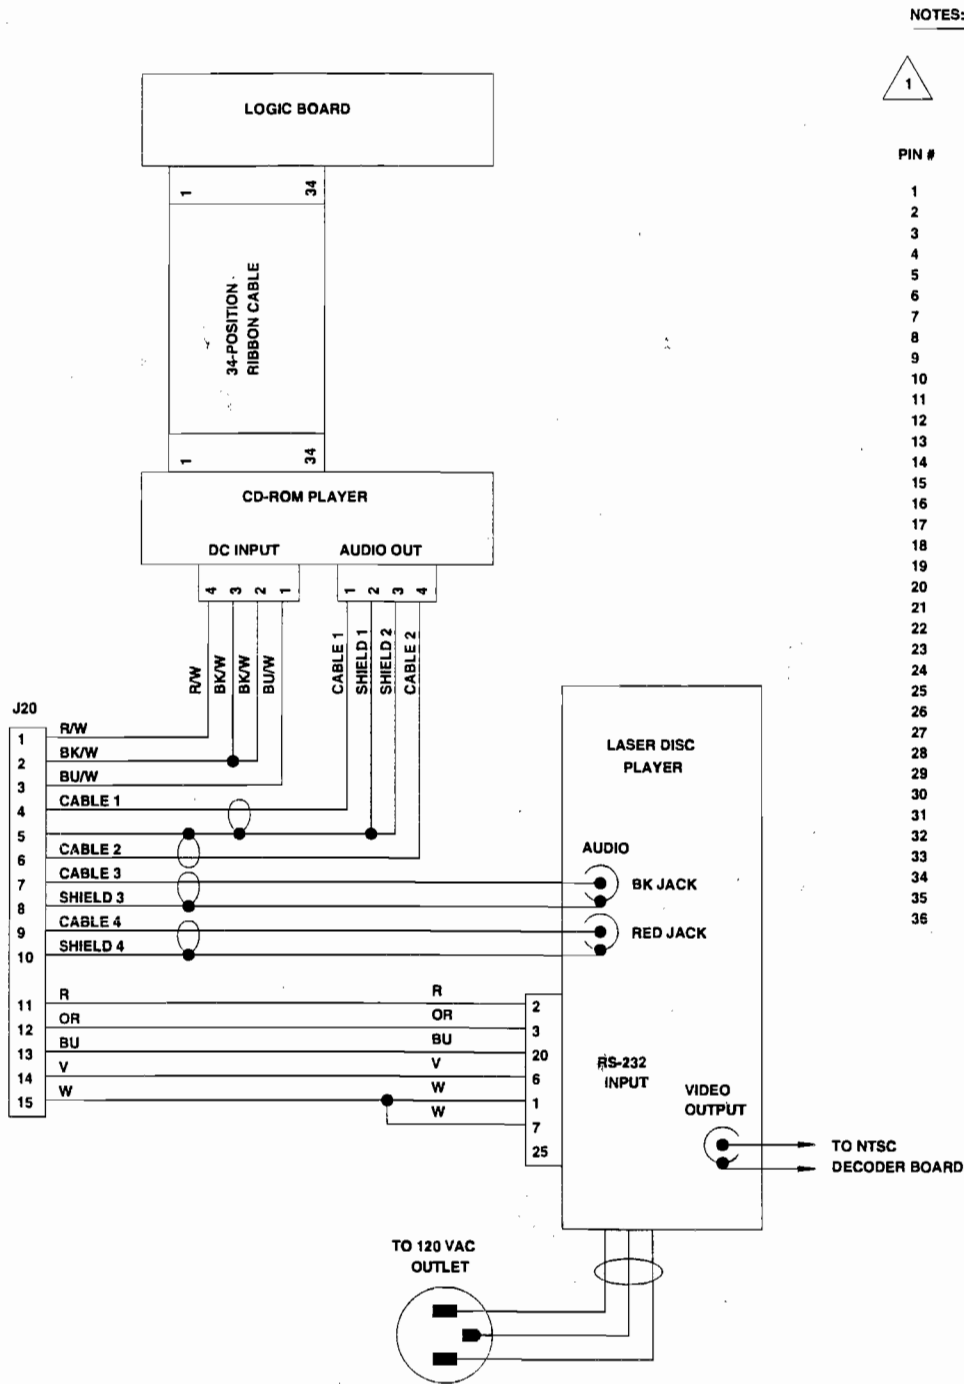 NOTES:
1
PIN #
1
2
3
4
5
6
7
8
9
10
11
12
13
14
15
16
17
18
19
20
21
22
23
24
25
26
27
28
29
30
31
32
33
34
35
36
LOGIC BOARD
1 34
34-POSITION
RIBBON CABLE
1 34
CD-ROM PLAYER
DC INPUT AUDIO OUT
4 3 2 1 1 2 3 4
R/W BK/W BK/W BU/W CABLE 1 SHIELD 1 SHIELD 2 CABLE 2
J20
1 R/W
2 BK/W
3 BU/W
4 CABLE 1
5
6 CABLE 2
7 CABLE 3
8 SHIELD 3
9 CABLE 4
10 SHIELD 4
11 R R 2
12 OR OR 3
13 BU BU 20
14 V V 6
15 W W 1
W 7
25
LASER DISC
PLAYER
AUDIO
BK JACK
RED JACK
RS-232
INPUT
VIDEO
OUTPUT
TO NTSC
DECODER BOARD
TO 120 VAC
OUTLET